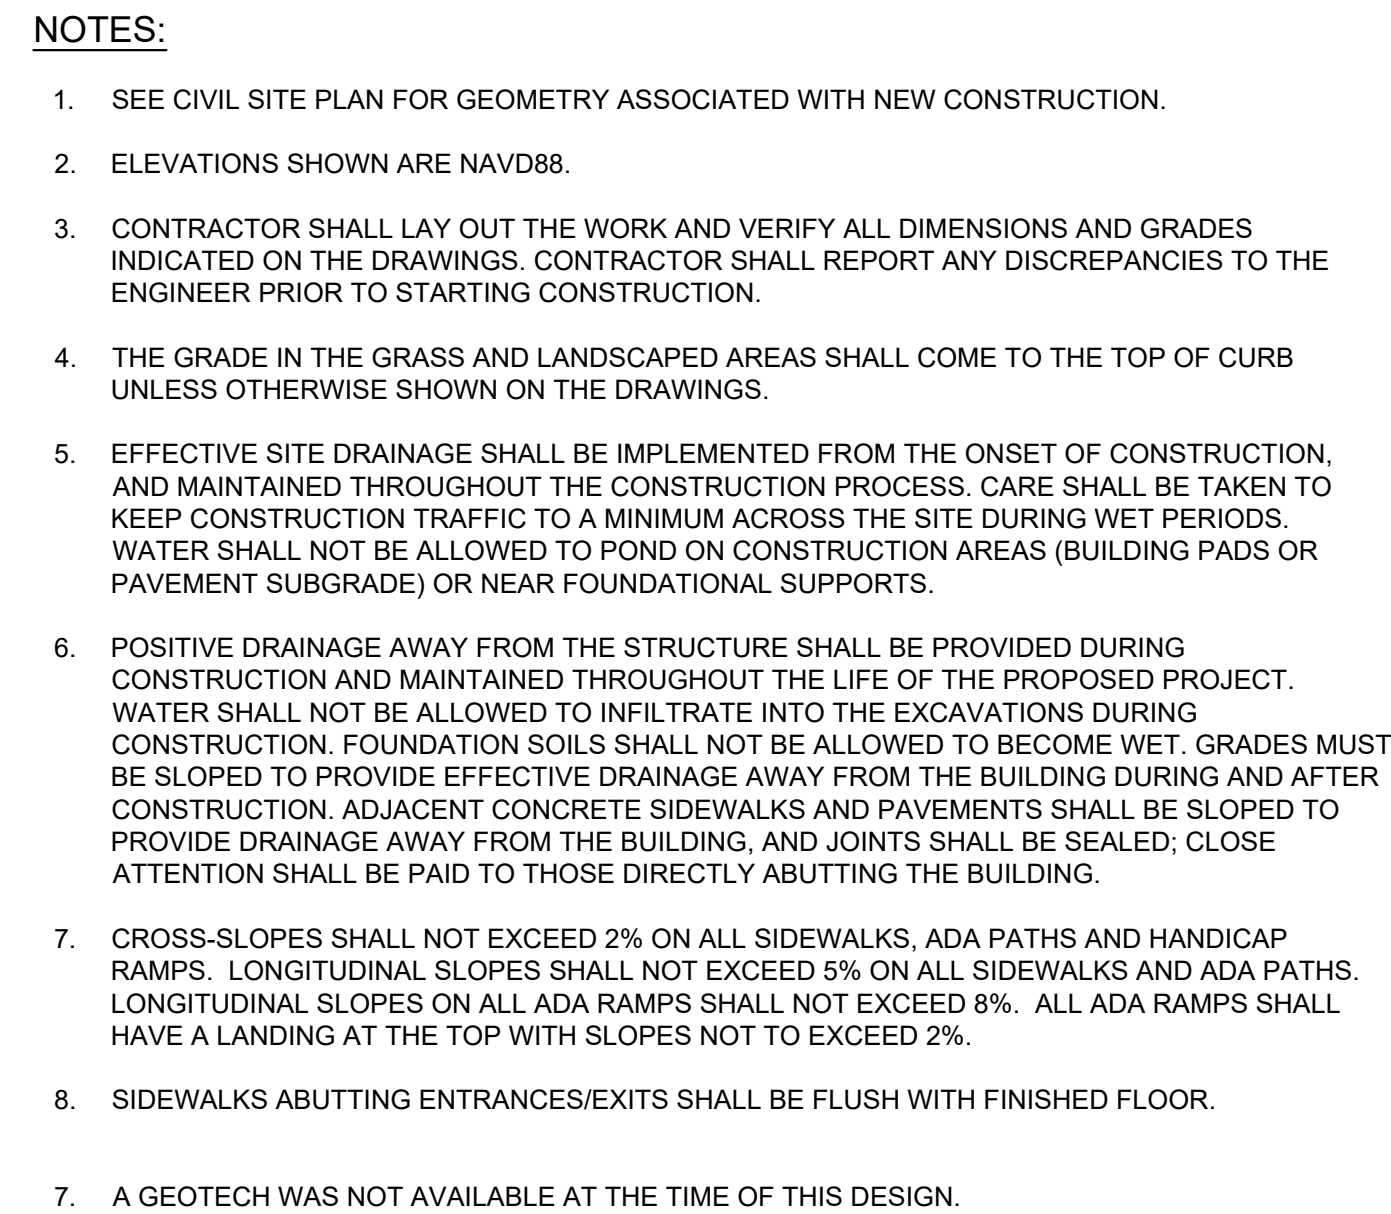 NOTES:
1. SEE CIVIL SITE PLAN FOR GEOMETRY ASSOCIATED WITH NEW CONSTRUCTION.
2. ELEVATIONS SHOWN ARE NAVD88.
3. CONTRACTOR SHALL LAY OUT THE WORK AND VERIFY ALL DIMENSIONS AND GRADES
INDICATED ON THE DRAWINGS. CONTRACTOR SHALL REPORT ANY DISCREPANCIES TO THE
ENGINEER PRIOR TO STARTING CONSTRUCTION.
4. THE GRADE IN THE GRASS AND LANDSCAPED AREAS SHALL COME TO THE TOP OF CURB
UNLESS OTHERWISE SHOWN ON THE DRAWINGS.
5. EFFECTIVE SITE DRAINAGE SHALL BE IMPLEMENTED FROM THE ONSET OF CONSTRUCTION,
AND MAINTAINED THROUGHOUT THE CONSTRUCTION PROCESS. CARE SHALL BE TAKEN TO
KEEP CONSTRUCTION TRAFFIC TO A MINIMUM ACROSS THE SITE DURING WET PERIODS.
WATER SHALL NOT BE ALLOWED TO POND ON CONSTRUCTION AREAS (BUILDING PADS OR
PAVEMENT SUBGRADE) OR NEAR FOUNDATIONAL SUPPORTS.
6. POSITIVE DRAINAGE AWAY FROM THE STRUCTURE SHALL BE PROVIDED DURING
CONSTRUCTION AND MAINTAINED THROUGHOUT THE LIFE OF THE PROPOSED PROJECT.
WATER SHALL NOT BE ALLOWED TO INFILTRATE INTO THE EXCAVATIONS DURING
CONSTRUCTION. FOUNDATION SOILS SHALL NOT BE ALLOWED TO BECOME WET. GRADES MUST
BE SLOPED TO PROVIDE EFFECTIVE DRAINAGE AWAY FROM THE BUILDING DURING AND AFTER
CONSTRUCTION. ADJACENT CONCRETE SIDEWALKS AND PAVEMENTS SHALL BE SLOPED TO
PROVIDE DRAINAGE AWAY FROM THE BUILDING, AND JOINTS SHALL BE SEALED; CLOSE
ATTENTION SHALL BE PAID TO THOSE DIRECTLY ABUTTING THE BUILDING.
7. CROSS-SLOPES SHALL NOT EXCEED 2% ON ALL SIDEWALKS, ADA PATHS AND HANDICAP
RAMPS. LONGITUDINAL SLOPES SHALL NOT EXCEED 5% ON ALL SIDEWALKS AND ADA PATHS.
LONGITUDINAL SLOPES ON ALL ADA RAMPS SHALL NOT EXCEED 8%. ALL ADA RAMPS SHALL
HAVE A LANDING AT THE TOP WITH SLOPES NOT TO EXCEED 2%.
8. SIDEWALKS ABUTTING ENTRANCES/EXITS SHALL BE FLUSH WITH FINISHED FLOOR.
7. A GEOTECH WAS NOT AVAILABLE AT THE TIME OF THIS DESIGN.